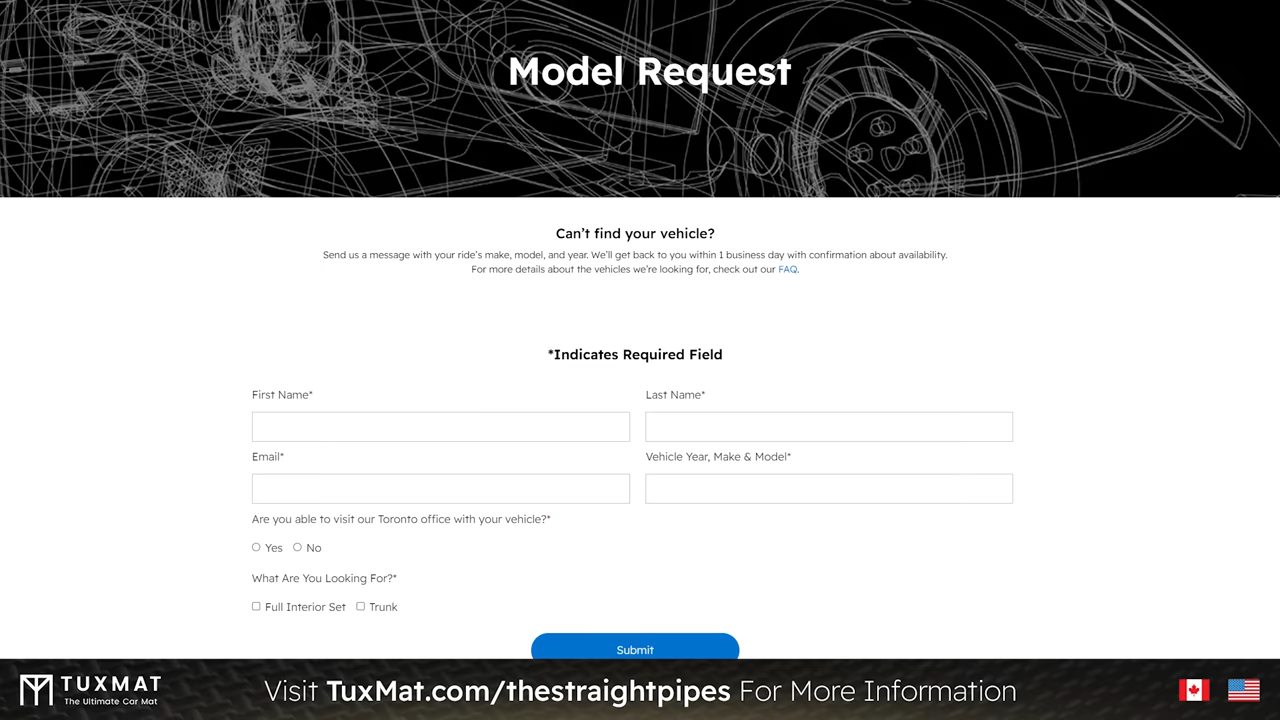 Model Request
Can’t find your vehicle?
Send us a message with your ride’s make, model, and year. We’ll get back to you within 1 business day with confirmation about availability.
For more details about the vehicles we’re looking for, check out our FAQ.
*Indicates Required Field
First Name*
Last Name*
Email*
Vehicle Year, Make & Model*
Are you able to visit our Toronto office with your vehicle?*
Yes No
What Are You Looking For?*
Full Interior Set Trunk
Submit
TUXMAT
The Ultimate Car Mat
Visit TuxMat.com/thestraightpipes For More Information